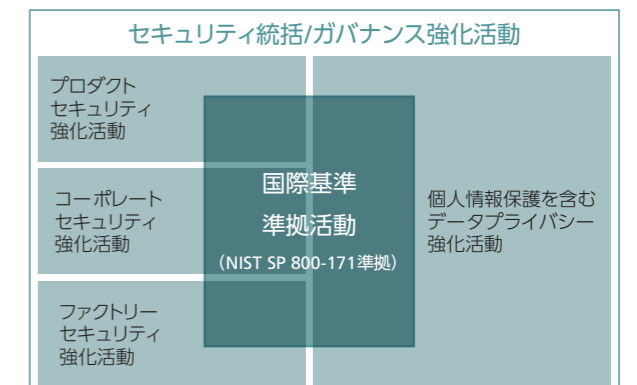 セキュリティ統括/ガバナンス強化活動
プロダクト
セキュリティ
強化活動
コーポレート
セキュリティ
強化活動
ファクトリー
セキュリティ
強化活動
国際基準
準拠活動
（NIST SP 800-171準拠）
個人情報保護を含む
データプライバシー
強化活動